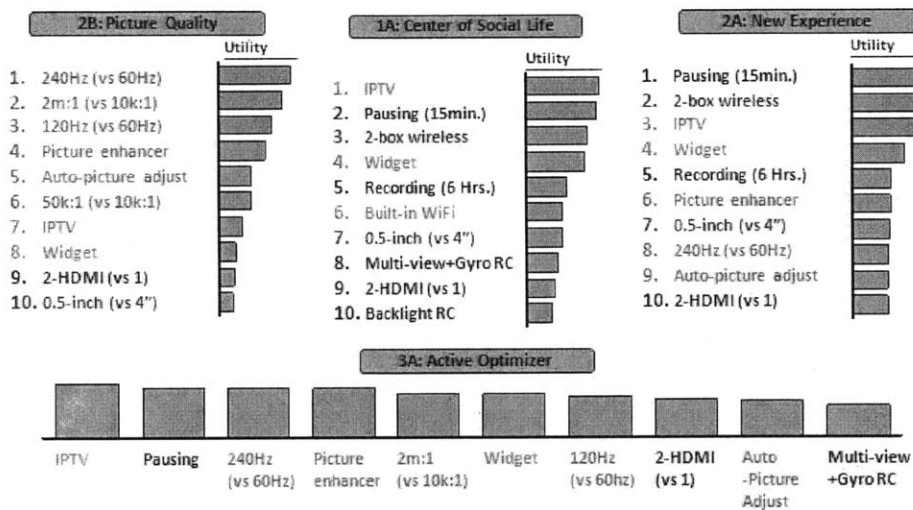 2B: Picture Quality
Utility
1. 240Hz (vs 60Hz)
2. 2m:1 (vs 10k:1)
3. 120Hz (vs 60Hz)
4. Picture enhancer
5. Auto-picture adjust
6. 50k:1 (vs 10k:1)
7. IPTV
8. Widget
9. 2-HDMI (vs 1)
10. 0.5-inch (vs 4")
1A: Center of Social Life
Utility
1. IPTV
2. Pausing (15min.)
3. 2-box wireless
4. Widget
5. Recording (6 Hrs.)
6. Built-in WiFi
7. 0.5-inch (vs 4")
8. Multi-view+Gyro RC
9. 2-HDMI (vs 1)
10. Backlight RC
2A: New Experience
Utility
1. Pausing (15min.)
2. 2-box wireless
3. IPTV
4. Widget
5. Recording (6 Hrs.)
6. Picture enhancer
7. 0.5-inch (vs 4")
8. 240Hz (vs 60Hz)
9. Auto-picture adjust
10. 2-HDMI (vs 1)
3A: Active Optimizer
IPTV
Pausing
240Hz
(vs 60Hz)
Picture
enhancer
2m:1
(vs 10k:1)
Widget
120Hz
(vs 60hz)
2-HDMI
(vs 1)
Auto
-Picture
Adjust
Multi-view
+Gyro RC